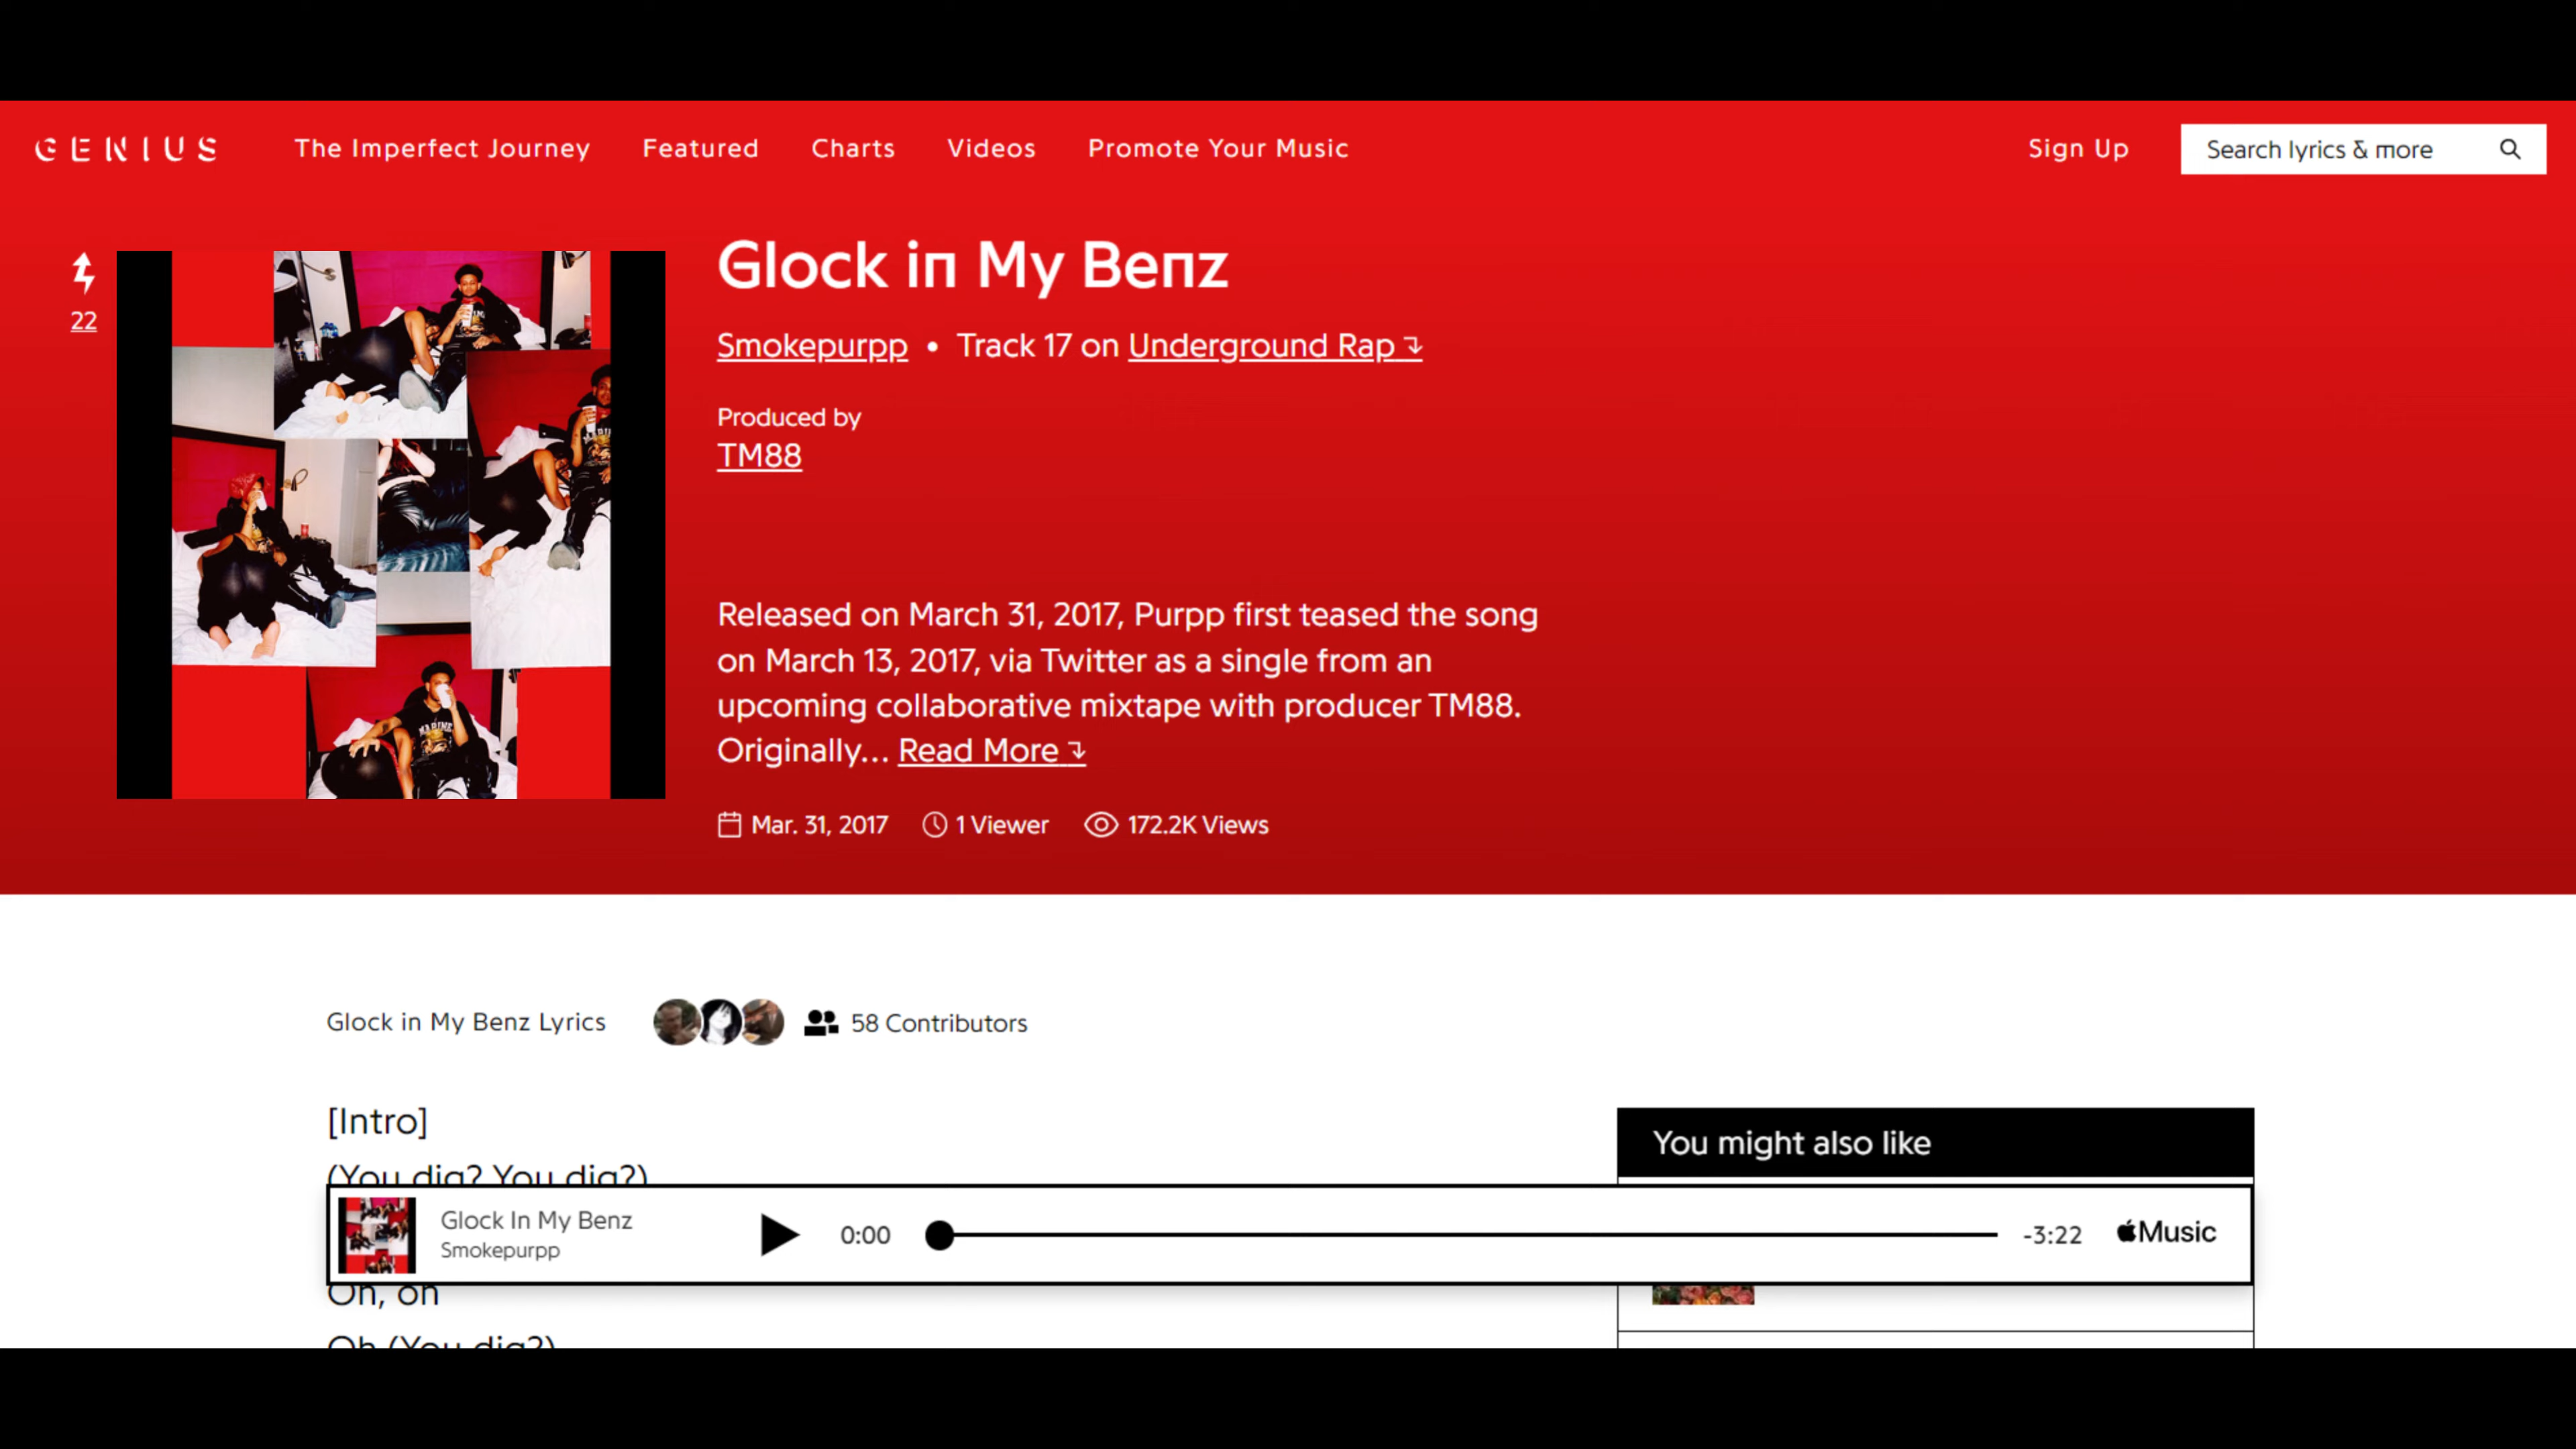 GENIUS
The Imperfect Journey
Featured
Charts
Videos
Promote Your Music
Sign Up
Search lyrics & more
22
Glock in My Benz
Smokepurpp • Track 17 on Underground Rap
Produced by
TM88
Released on March 31, 2017, Purpp first teased the song
on March 13, 2017, via Twitter as a single from an
upcoming collaborative mixtape with producer TM88.
Originally... Read More
Mar. 31, 2017
1 Viewer
172.2K Views
Glock in My Benz Lyrics
58 Contributors
[Intro]
(You dig? You dig?)
You might also like
Glock In My Benz
Smokepurpp
0:00
-3:22
Music
Oh, oh
Oh (You dig?)